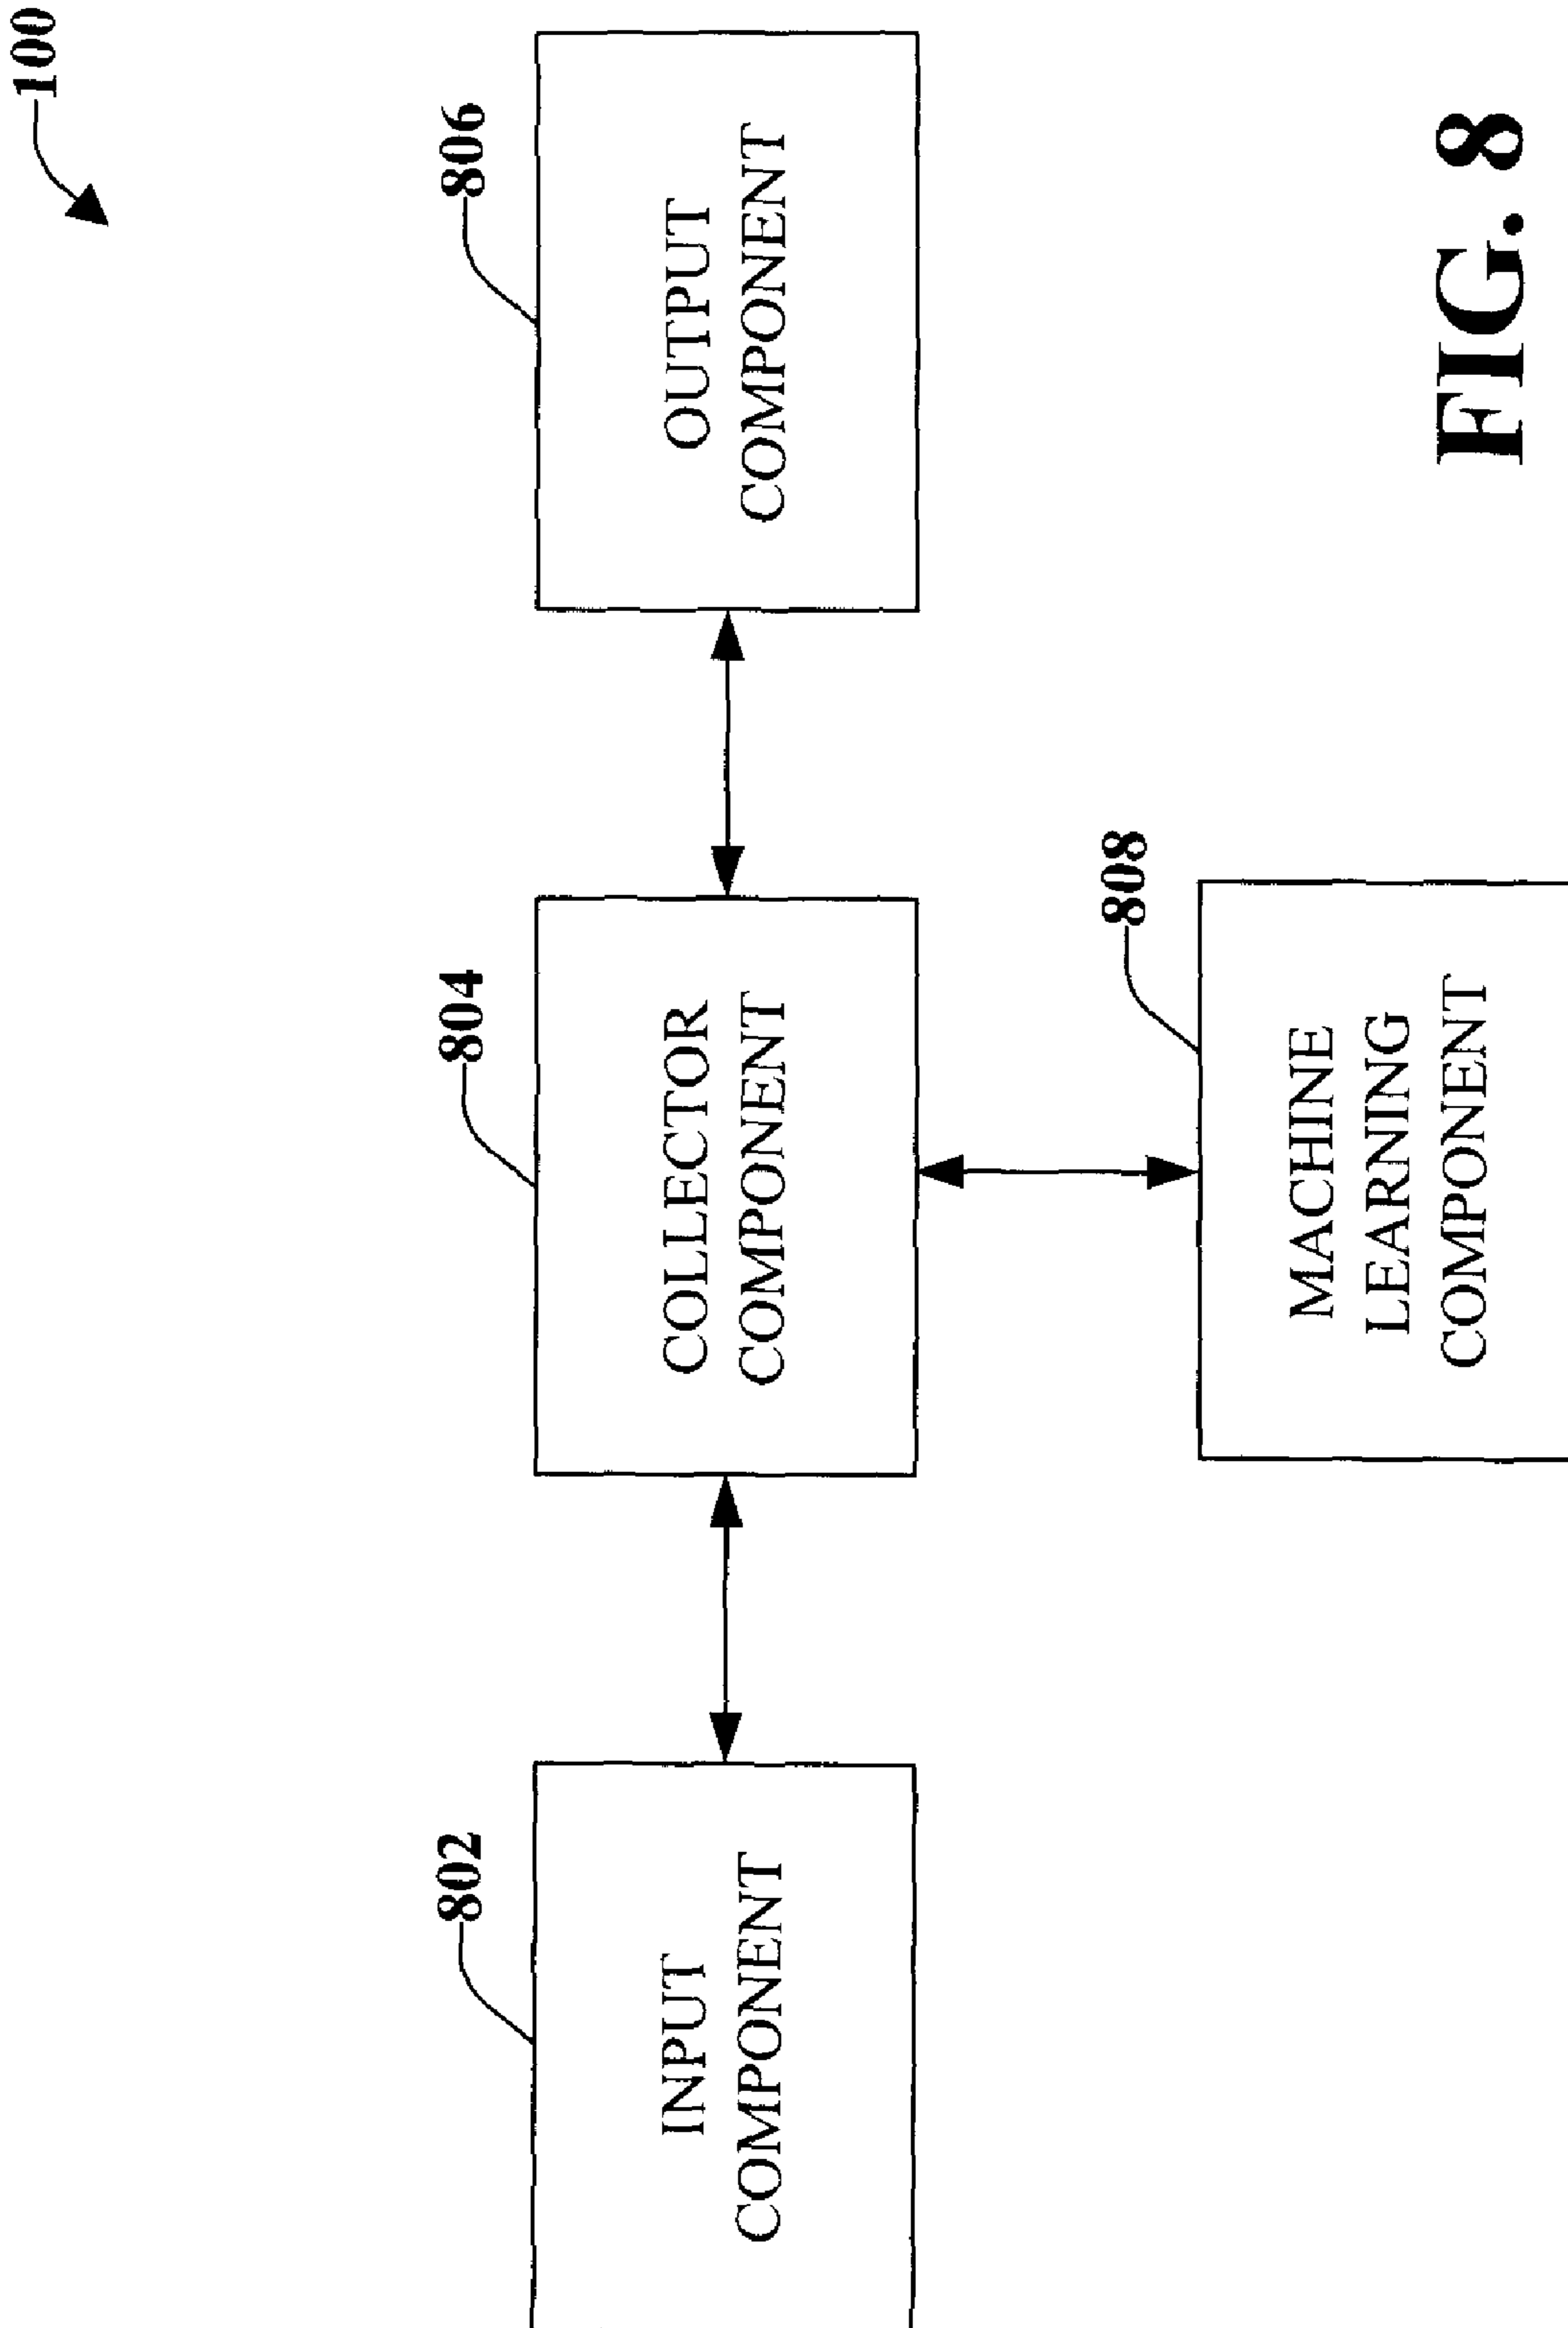 100
802
INPUT
COMPONENT
804
COLLECTOR
COMPONENT
806
OUTPUT
COMPONENT
808
MACHINE
LEARNING
COMPONENT
FIG. 8